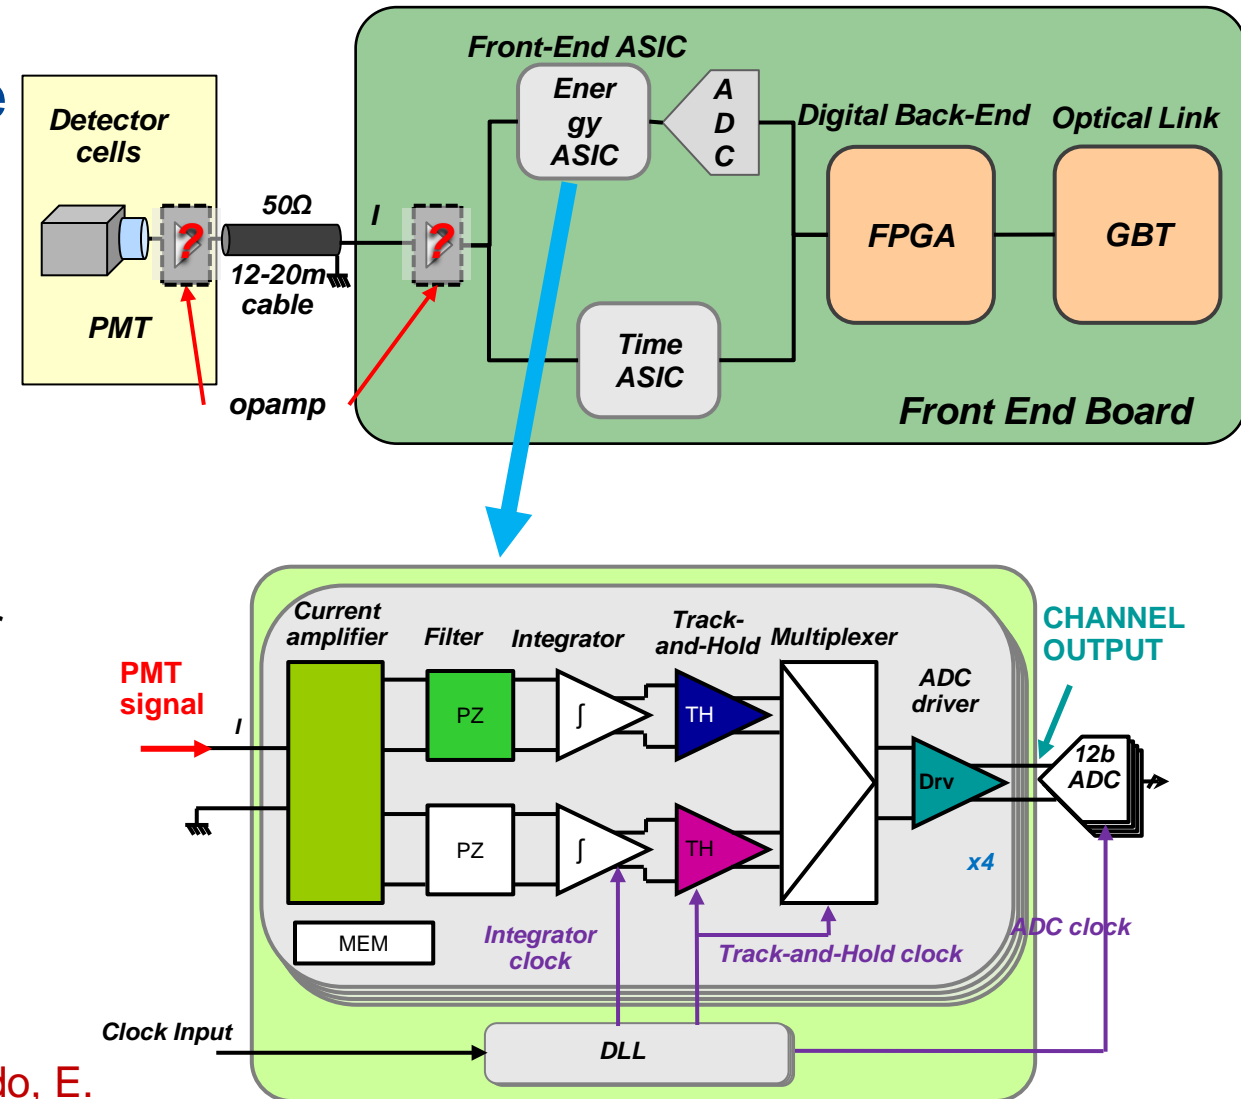 e
Front-End ASIC
Detector
cells
Ener
gy
ASIC
A
D
C
Digital Back-End
Optical Link
50Ω
I
?
?
12-20m
cable
FPGA
GBT
PMT
Time
ASIC
opamp
Front End Board
Current
amplifier
Filter
Integrator
Track-
and-Hold
Multiplexer
CHANNEL
OUTPUT
PMT
signal
ADC
driver
I
PZ
∫
TH
12b
ADC
Drv
PZ
∫
TH
x4
MEM
Integrator
clock
Track-and-Hold clock
ADC clock
Clock Input
DLL
do, E.